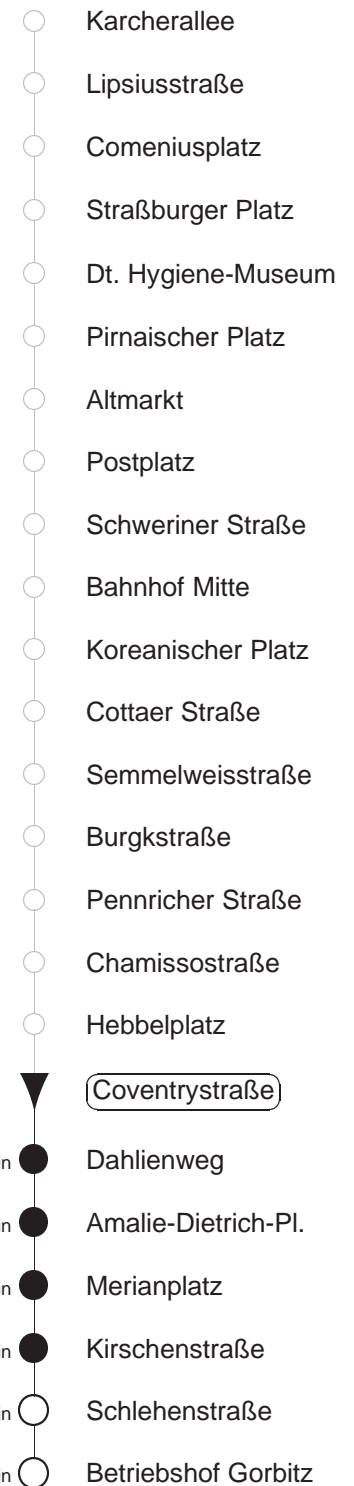 Karcherallee
Lipsiusstraße
Comeniusplatz
Straßburger Platz
Dt. Hygiene-Museum
Pirnaischer Platz
Altmarkt
Postplatz
Schweriner Straße
Bahnhof Mitte
Koreanischer Platz
Cottaer Straße
Semmelweisstraße
Burgkstraße
Pennricher Straße
Chamissostraße
Hebbelplatz
Coventrystraße
Dahlienweg
Amalie-Dietrich-Pl.
Merianplatz
Kirschenstraße
Schlehenstraße
Betriebshof Gorbitz